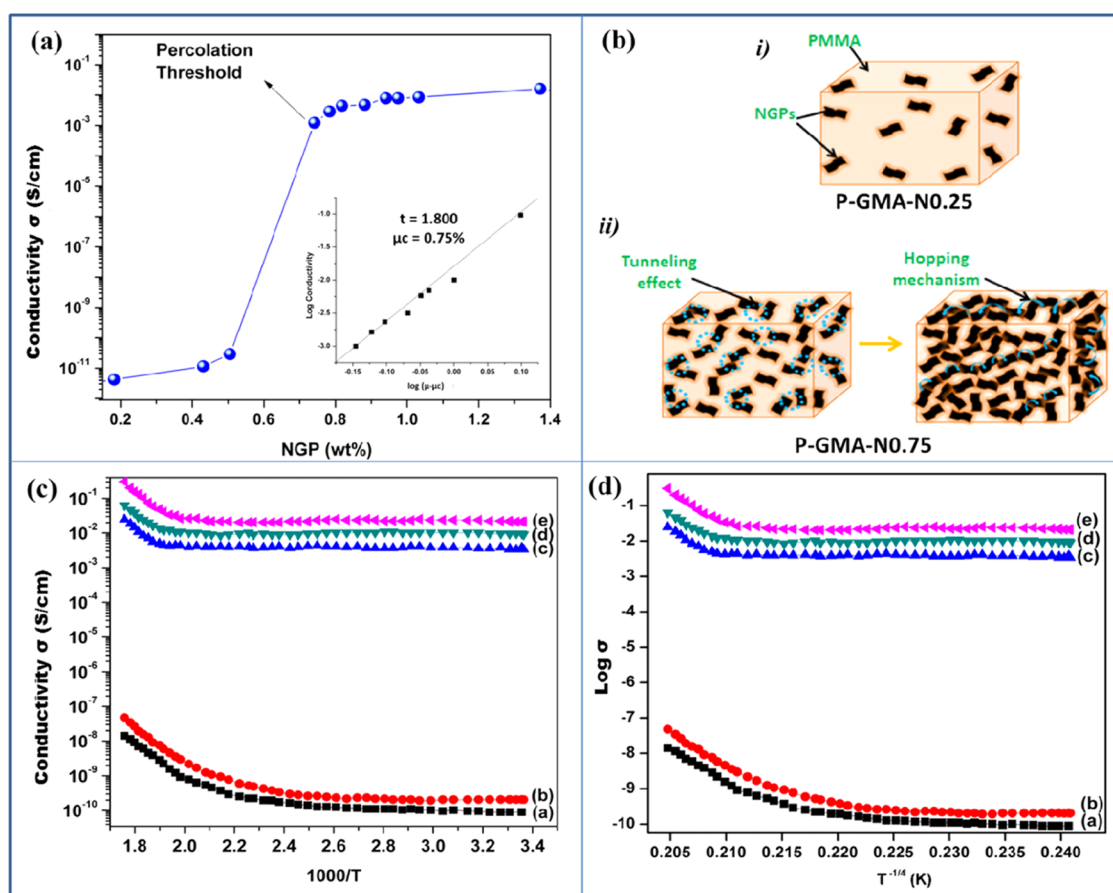 (a)
Percolation
Threshold
10-1
10-3
10-5
10-7
10-9
10-11
Conductivity σ (S/cm)
0.2 0.4 0.6 0.8 1.0 1.2 1.4
NGP (wt%)
t = 1.800
μc = 0.75%
-1.0
-1.5
-2.0
-2.5
-3.0
Log Conductivity
-0.15 -0.10 -0.05 0.00 0.05 0.10
log (μ-μc)
(b)
i)
PMMA
NGPs
P-GMA-N0.25
ii)
Tunneling
effect
Hopping
mechanism
P-GMA-N0.75
(c)
10-1
10-2
10-3
10-4
10-5
10-6
10-7
10-8
10-9
10-10
Conductivity σ (S/cm)
(e)
(d)
(c)
(b)
(a)
1.8 2.0 2.2 2.4 2.6 2.8 3.0 3.2 3.4
1000/T
(d)
-1
-2
-3
-4
-5
-6
-7
-8
-9
-10
Log σ
(e)
(d)
(c)
(b)
(a)
0.205 0.210 0.215 0.220 0.225 0.230 0.235 0.240
T-1/4 (K)